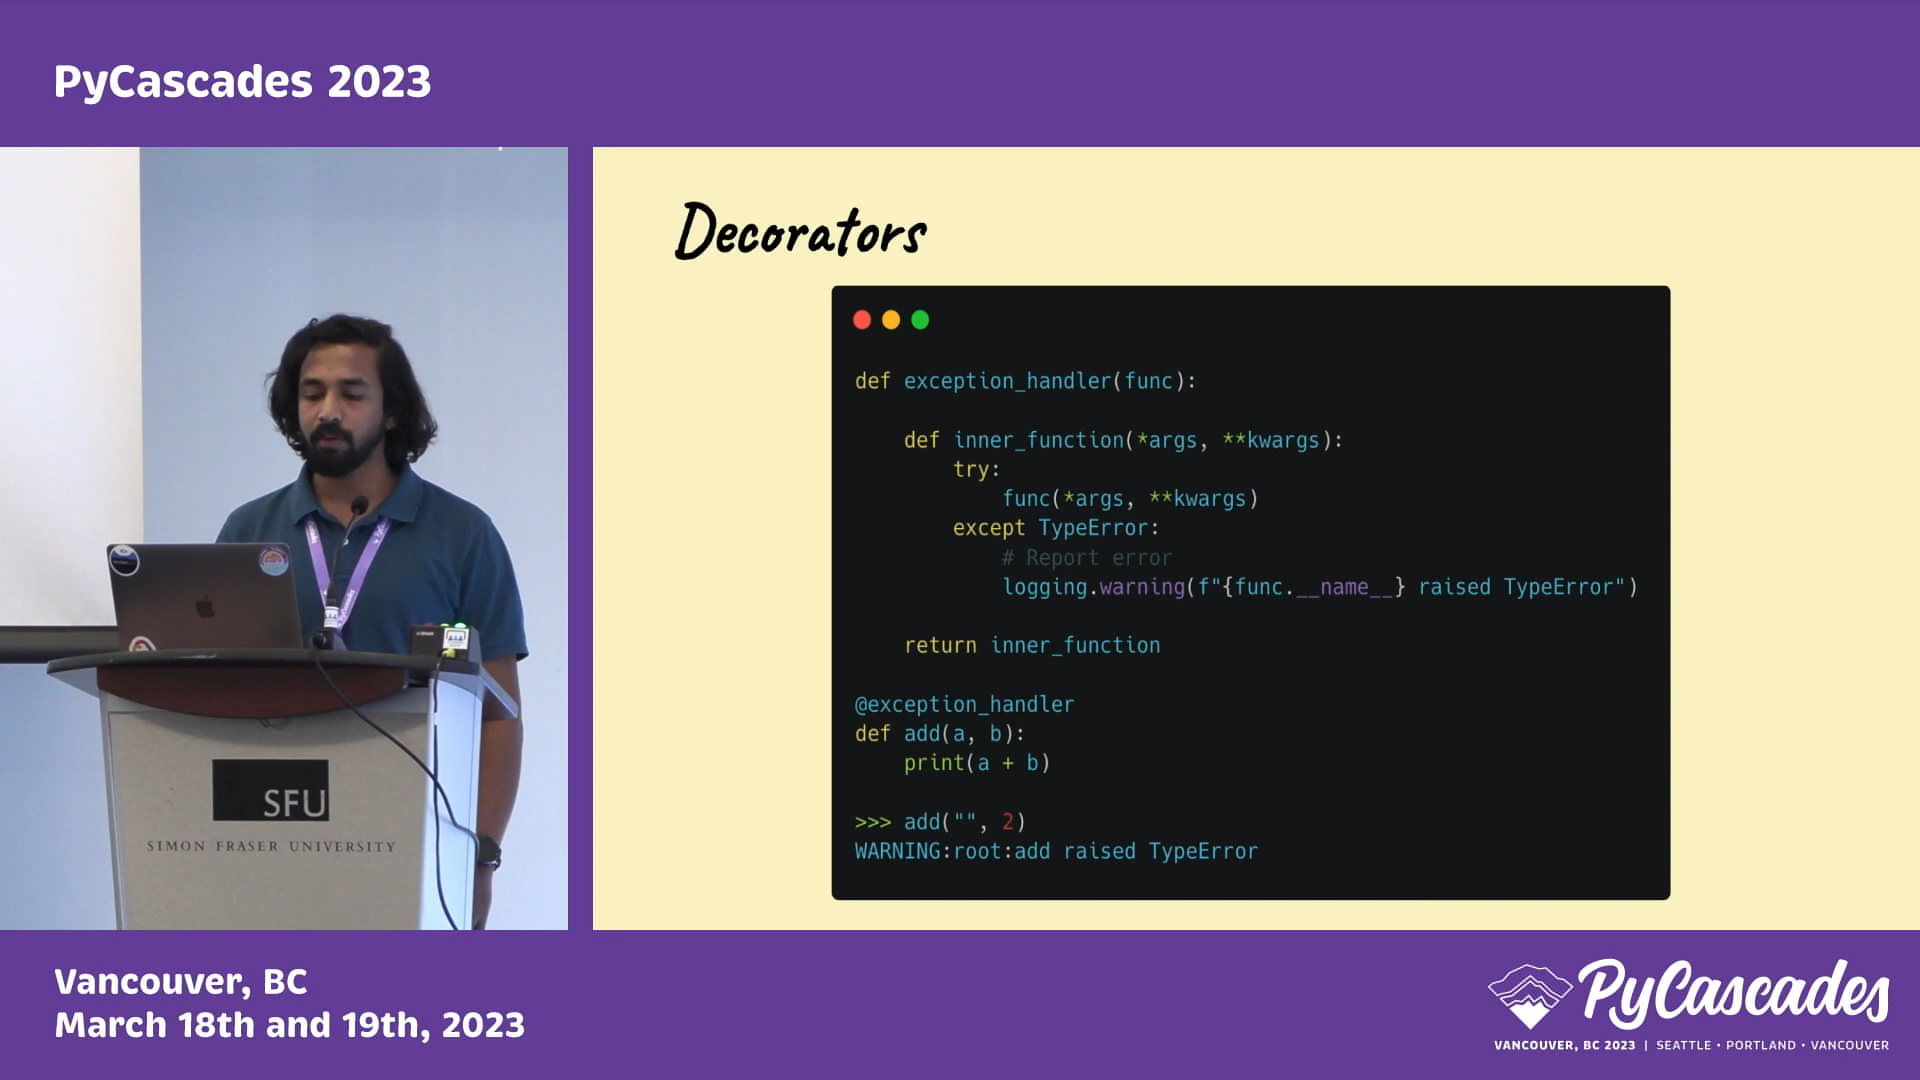 PyCascades 2023
Decorators
def exception_handler(func):
    def inner_function(*args, **kwargs):
        try:
            func(*args, **kwargs)
        except TypeError:
            # Report error
            logging.warning(f"{func.__name__} raised TypeError")
    return inner_function
@exception_handler
def add(a, b):
    print(a + b)
>>> add("", 2)
WARNING:root:add raised TypeError
SFU
SIMON FRASER UNIVERSITY
Vancouver, BC
March 18th and 19th, 2023
PyCascades
VANCOUVER, BC 2023 | SEATTLE • PORTLAND • VANCOUVER